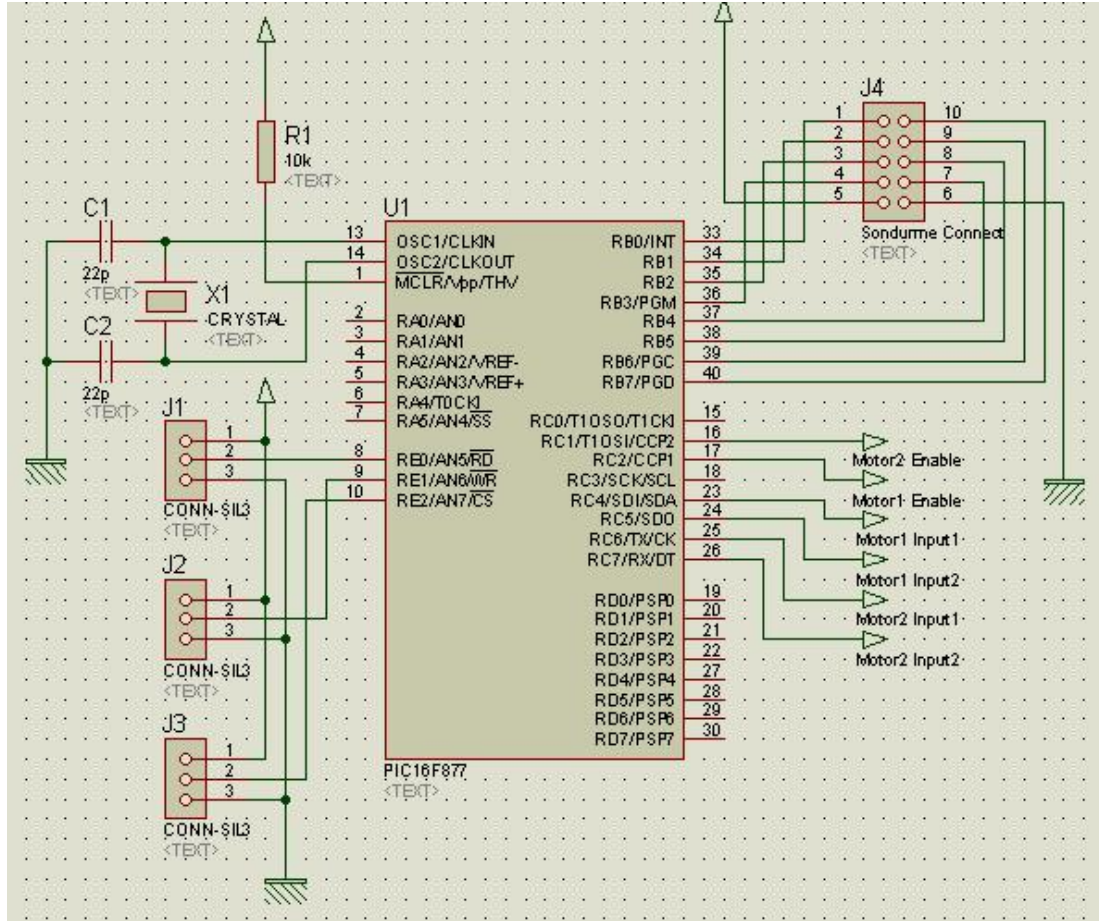 R1
10k
<TEXT>
C1
22p
<TEXT>
X1
CRYSTAL
<TEXT>
C2
22p
<TEXT>
J1
1
2
3
CONN-SIL3
<TEXT>
J2
1
2
3
CONN-SIL3
<TEXT>
J3
1
2
3
CONN-SIL3
<TEXT>
U1
13 OSC1/CLKIN
14 OSC2/CLKOUT
1 MCLR/Vpp/THV
2 RA0/AN0
3 RA1/AN1
4 RA2/AN2/VREF-
5 RA3/AN3/VREF+
6 RA4/T0CKI
7 RA5/AN4/SS
8 RE0/AN5/RD
9 RE1/AN6/WR
10 RE2/AN7/CS
RB0/INT 33
RB1 34
RB2 35
RB3/PGM 36
RB4 37
RB5 38
RB6/PGC 39
RB7/PGD 40
RC0/T1OSO/T1CKI 15
RC1/T1OSI/CCP2 16
RC2/CCP1 17
RC3/SCK/SCL 18
RC4/SDI/SDA 23
RC5/SDO 24
RC6/TX/CK 25
RC7/RX/DT 26
RD0/PSP0 19
RD1/PSP1 20
RD2/PSP2 21
RD3/PSP3 22
RD4/PSP4 27
RD5/PSP5 28
RD6/PSP6 29
RD7/PSP7 30
PIC16F877
<TEXT>
J4
1 10
2 9
3 8
4 7
5 6
Sondurme Connect
<TEXT>
Motor2 Enable
Motor1 Enable
Motor1 Input1
Motor1 Input2
Motor2 Input1
Motor2 Input2